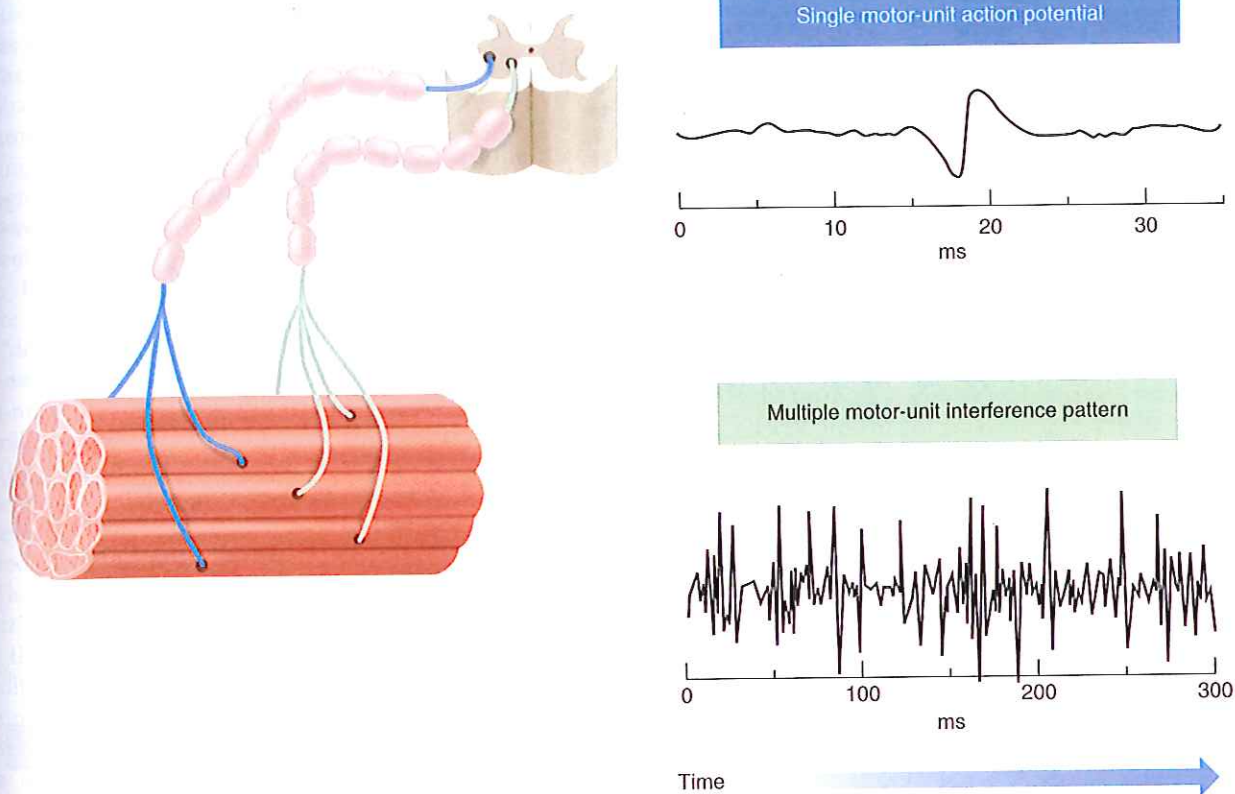 Single motor-unit action potential
0 10 20 30
ms
Multiple motor-unit interference pattern
0 100 200 300
ms
Time